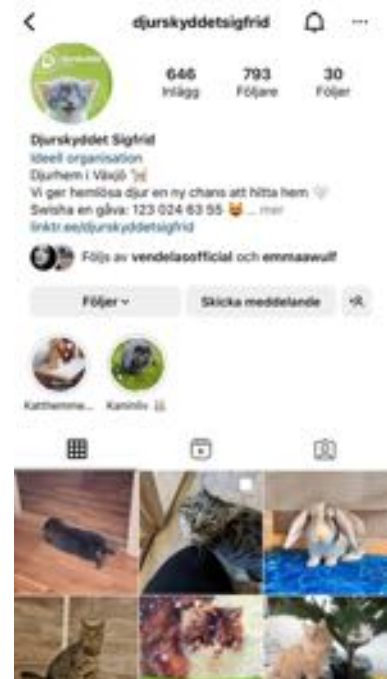 djurskyddetsigfrid
646 793 30
Inlägg Följare Följer
Djurskyddet Sigfrid
Ideell organisation
Djurhem i Växjö
Vi ger hemlösa djur en ny chans att hitta hem
Swisha en gåva: 123 024 63 55 ... mer
linktr.ee/djurskyddetsigfrid
Följs av vendelasofficial och emmaawulf
Följer Skicka meddelande
Katthemme... Kaninliv